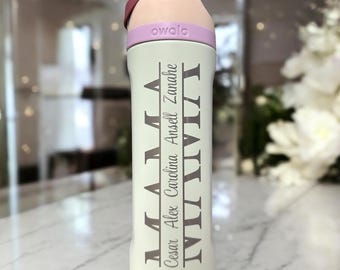 owala
MAMA
Cesar Alex Carolina Ansell Zanahe